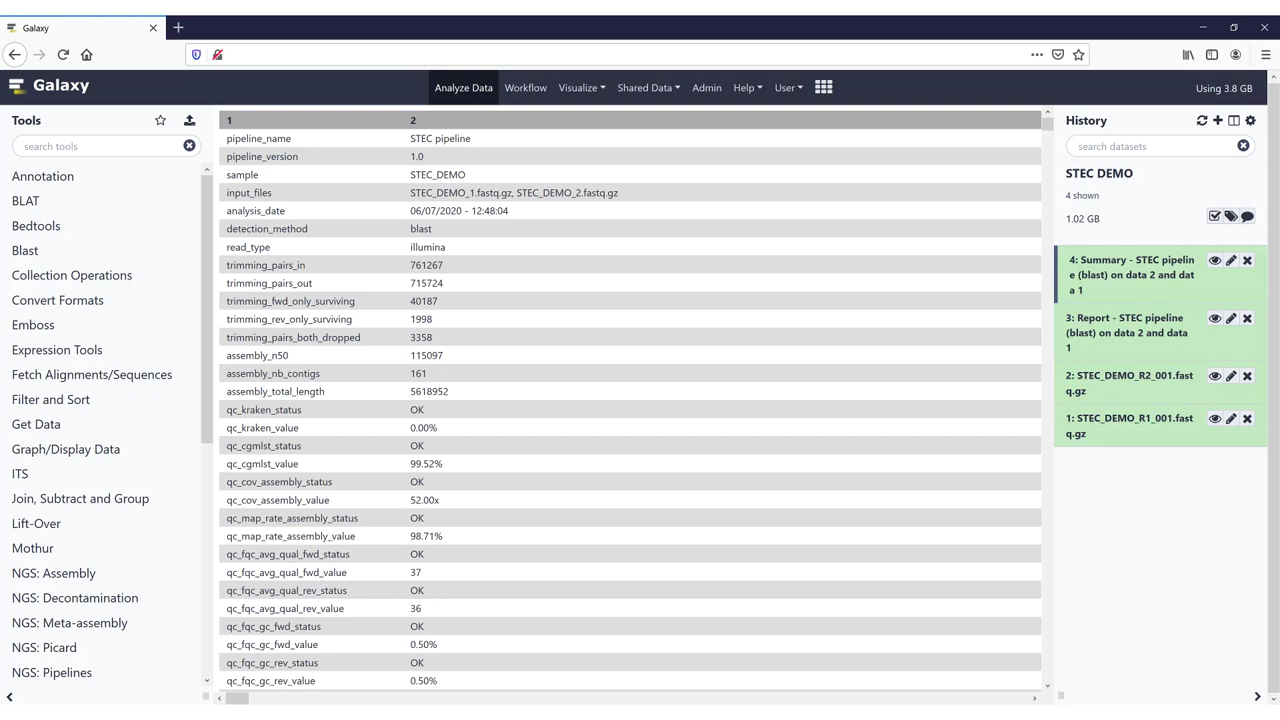 Galaxy
Galaxy
Analyze Data Workflow Visualize Shared Data Admin Help User
Using 3.8 GB
Tools
search tools
Annotation
BLAT
Bedtools
Blast
Collection Operations
Convert Formats
Emboss
Expression Tools
Fetch Alignments/Sequences
Filter and Sort
Get Data
Graph/Display Data
ITS
Join, Subtract and Group
Lift-Over
Mothur
NGS: Assembly
NGS: Decontamination
NGS: Meta-assembly
NGS: Picard
NGS: Pipelines
1 2
pipeline_name STEC pipeline
pipeline_version 1.0
sample STEC_DEMO
input_files STEC_DEMO_1.fastq.gz, STEC_DEMO_2.fastq.gz
analysis_date 06/07/2020 - 12:48:04
detection_method blast
read_type illumina
trimming_pairs_in 761267
trimming_pairs_out 715724
trimming_fwd_only_surviving 40187
trimming_rev_only_surviving 1998
trimming_pairs_both_dropped 3358
assembly_n50 115097
assembly_nb_contigs 161
assembly_total_length 5618952
qc_kraken_status OK
qc_kraken_value 0.00%
qc_cgmlst_status OK
qc_cgmlst_value 99.52%
qc_cov_assembly_status OK
qc_cov_assembly_value 52.00x
qc_map_rate_assembly_status OK
qc_map_rate_assembly_value 98.71%
qc_fqc_avg_qual_fwd_status OK
qc_fqc_avg_qual_fwd_value 37
qc_fqc_avg_qual_rev_status OK
qc_fqc_avg_qual_rev_value 36
qc_fqc_gc_fwd_status OK
qc_fqc_gc_fwd_value 0.50%
qc_fqc_gc_rev_status OK
qc_fqc_gc_rev_value 0.50%
History
search datasets
STEC DEMO
4 shown
1.02 GB
4: Summary - STEC pipelin
e (blast) on data 2 and dat
a 1
3: Report - STEC pipeline
(blast) on data 2 and data
1
2: STEC_DEMO_R2_001.fast
q.gz
1: STEC_DEMO_R1_001.fast
q.gz